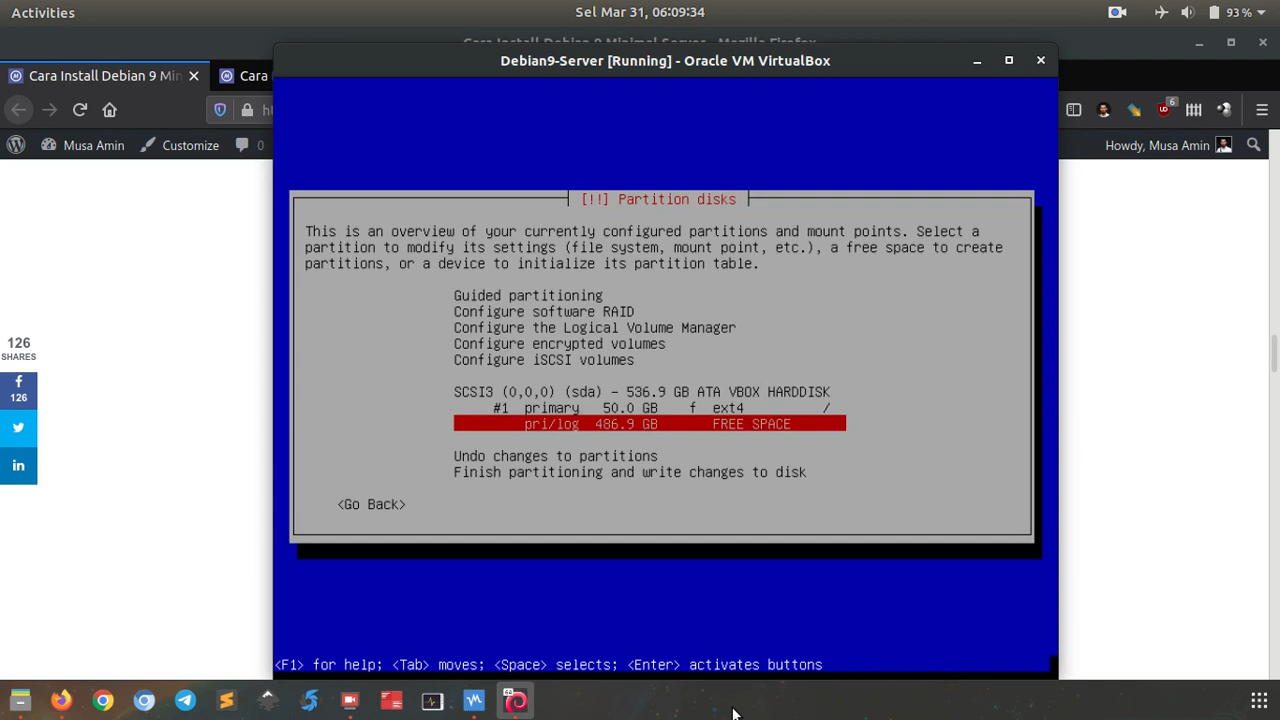 Activities
Sel Mar 31, 06:09:34
93 %
Debian9-Server [Running] - Oracle VM VirtualBox
Cara Install Debian 9 Min
Cara
Musa Amin
Customize
0
6
Howdy, Musa Amin
[!!] Partition disks
This is an overview of your currently configured partitions and mount points. Select a
partition to modify its settings (file system, mount point, etc.), a free space to create
partitions, or a device to initialize its partition table.
Guided partitioning
Configure software RAID
Configure the Logical Volume Manager
Configure encrypted volumes
Configure iSCSI volumes
SCSI3 (0,0,0) (sda) - 536.9 GB ATA VBOX HARDDISK
#1 primary 50.0 GB f ext4 /
pri/log 486.9 GB FREE SPACE
Undo changes to partitions
Finish partitioning and write changes to disk
<Go Back>
126
SHARES
126
<F1> for help; <Tab> moves; <Space> selects; <Enter> activates buttons